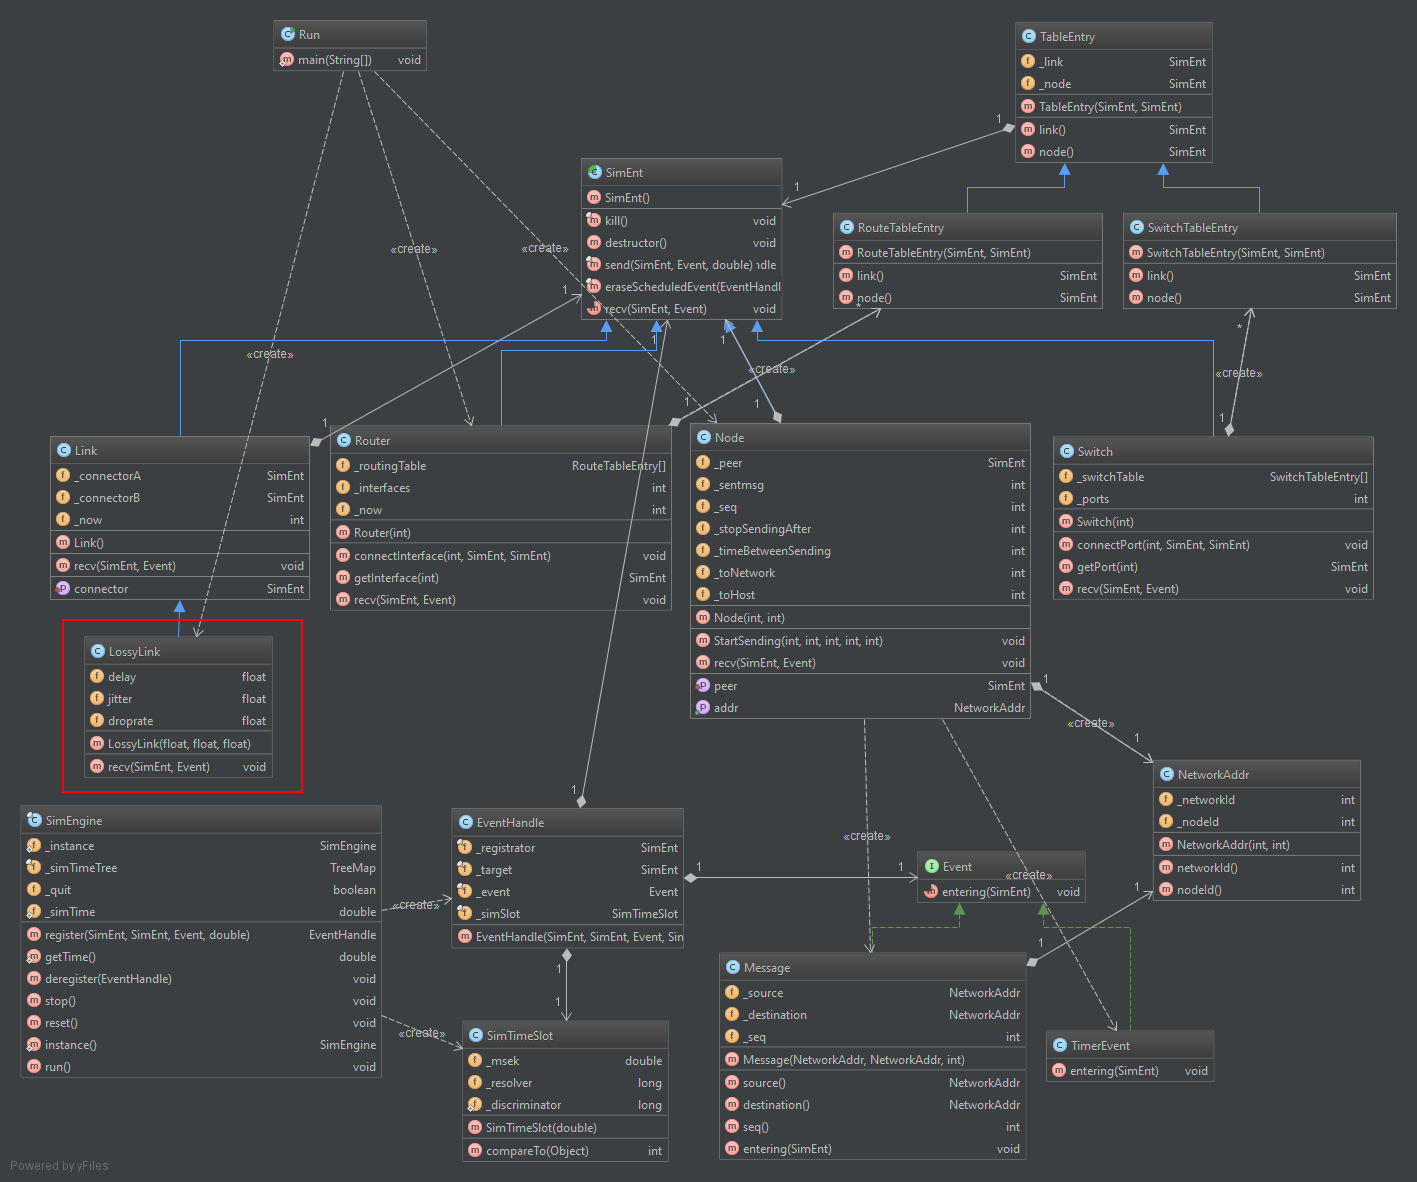 Run
main(String[]) void
TableEntry
_link SimEnt
_node SimEnt
TableEntry(SimEnt, SimEnt)
link() SimEnt
node() SimEnt
1
1
SimEnt
SimEnt()
kill() void
destructor() void
send(SimEnt, Event, double) ndle
eraseScheduledEvent(EventHandl
recv(SimEnt, Event) void
RouteTableEntry
RouteTableEntry(SimEnt, SimEnt)
link() SimEnt
node() SimEnt
*
SwitchTableEntry
SwitchTableEntry(SimEnt, SimEnt)
link() SimEnt
node() SimEnt
*
«create»
«create»
«create»
«create»
«create»
1
1
1
1
1
1
1
Link
_connectorA SimEnt
_connectorB SimEnt
_now int
Link()
recv(SimEnt, Event) void
connector SimEnt
Router
_routingTable RouteTableEntry[]
_interfaces int
_now int
Router(int)
connectInterface(int, SimEnt, SimEnt) void
getInterface(int) SimEnt
recv(SimEnt, Event) void
Node
_peer SimEnt
_sentmsg int
_seq int
_stopSendingAfter int
_timeBetweenSending int
_toNetwork int
_toHost int
Node(int, int)
StartSending(int, int, int, int, int) void
recv(SimEnt, Event) void
peer SimEnt
addr NetworkAddr
Switch
_switchTable SwitchTableEntry[]
_ports int
Switch(int)
connectPort(int, SimEnt, SimEnt) void
getPort(int) SimEnt
recv(SimEnt, Event) void
LossyLink
delay float
jitter float
droprate float
LossyLink(float, float, float)
recv(SimEnt, Event) void
1
«create»
1
NetworkAddr
_networkId int
_nodeId int
NetworkAddr(int, int)
networkId() int
nodeId() int
SimEngine
_instance SimEngine
_simTimeTree TreeMap
_quit boolean
_simTime double
register(SimEnt, SimEnt, Event, double) EventHandle
getTime() double
deregister(EventHandle) void
stop() void
reset() void
instance() SimEngine
run() void
«create»
«create»
1
EventHandle
_registrator SimEnt
_target SimEnt
_event Event
_simSlot SimTimeSlot
EventHandle(SimEnt, SimEnt, Event, Sin
1
1
1
1
«create»
Event
«create»
entering(SimEnt) void
1
1
SimTimeSlot
_msek double
_resolver long
_discriminator long
SimTimeSlot(double)
compareTo(Object) int
Message
_source NetworkAddr
_destination NetworkAddr
_seq int
Message(NetworkAddr, NetworkAddr, int)
source() NetworkAddr
destination() NetworkAddr
seq() int
entering(SimEnt) void
TimerEvent
entering(SimEnt) void
Powered by yFiles